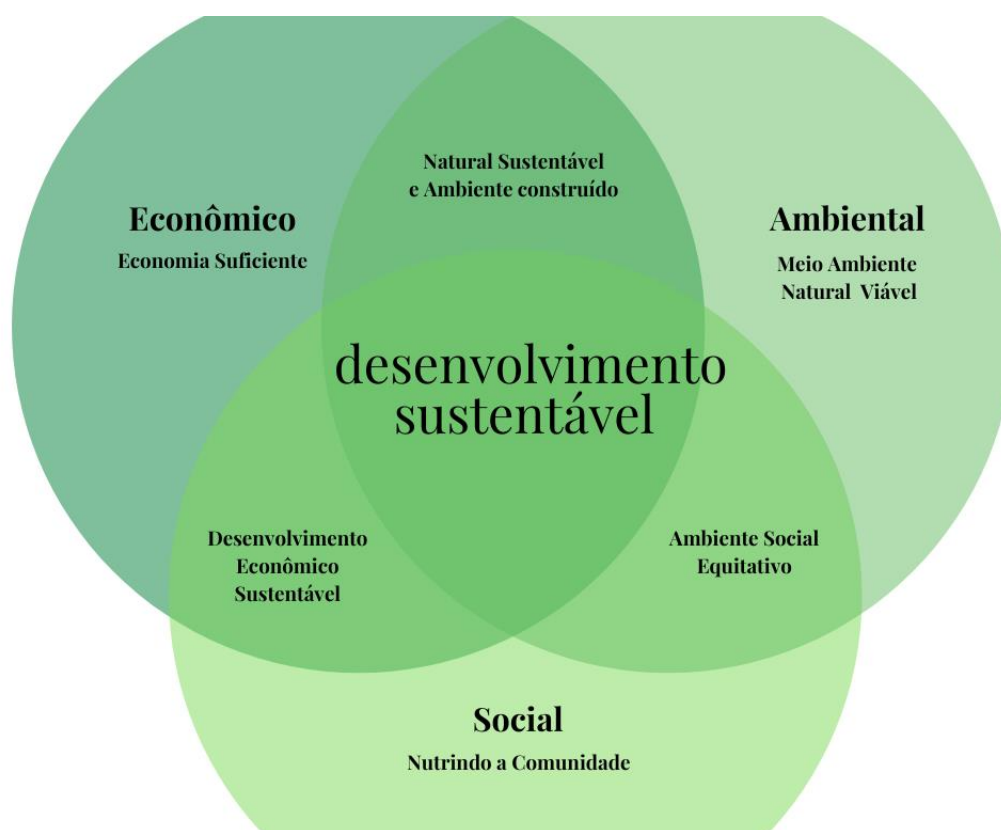 Natural Sustentável
e Ambiente construído
Econômico
Economia Suficiente
Ambiental
Meio Ambiente
Natural Viável
desenvolvimento
sustentável
Desenvolvimento
Econômico
Sustentável
Ambiente Social
Equitativo
Social
Nutrindo a Comunidade